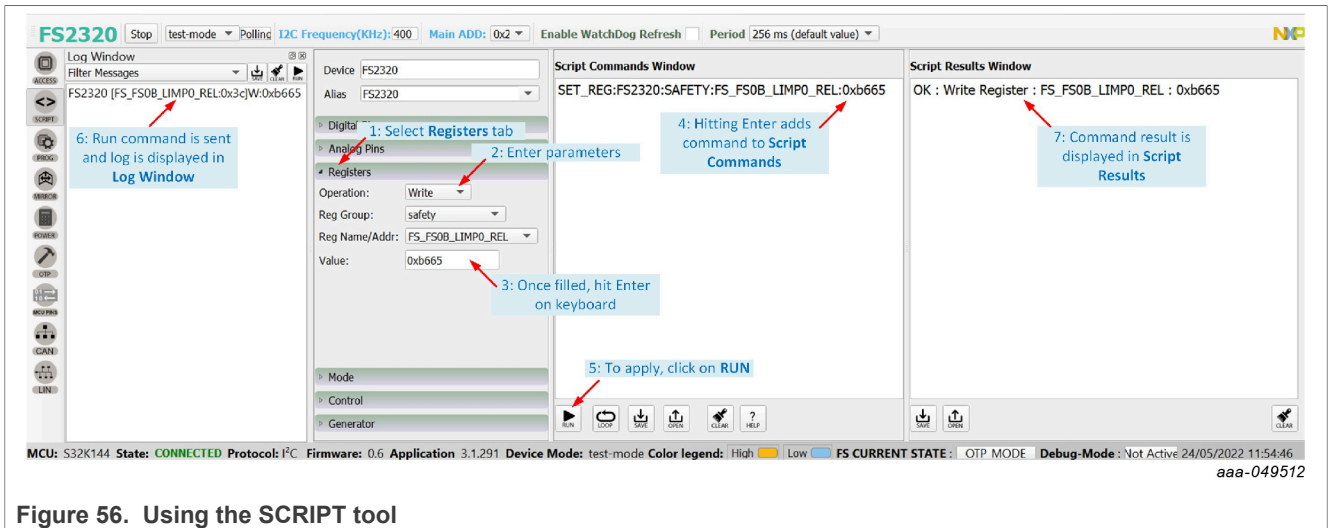 FS2320 Stop test-mode Polling I2C Frequency(KHz): 400 Main ADD: 0x2 Enable WatchDog Refresh Period 256 ms (default value) NXP
Log Window
Filter Messages SAVE CLEAR RUN
FS2320 [FS_FS0B_LIMP0_REL:0x3c]W:0xb665
6: Run command is sent
and log is displayed in
Log Window
ACCESS
SCRIPT
PROG
MIRROR
POWER
OTP
MCU PINS
CAN
LIN
Device FS2320
Alias FS2320
Digital
1: Select Registers tab
Analog Pins
2: Enter parameters
Registers
Operation: Write
Reg Group: safety
Reg Name/Addr: FS_FS0B_LIMP0_REL
Value: 0xb665
3: Once filled, hit Enter
on keyboard
Mode
Control
Generator
Script Commands Window
SET_REG:FS2320:SAFETY:FS_FS0B_LIMP0_REL:0xb665
4: Hitting Enter adds
command to Script
Commands
5: To apply, click on RUN
RUN LOOP SAVE OPEN CLEAR ? HELP
Script Results Window
OK : Write Register : FS_FS0B_LIMP0_REL : 0xb665
7: Command result is
displayed in Script
Results
SAVE OPEN CLEAR
MCU: S32K144 State: CONNECTED Protocol: I²C Firmware: 0.6 Application 3.1.291 Device Mode: test-mode Color legend: High Low FS CURRENT STATE : OTP MODE Debug-Mode : Not Active 24/05/2022 11:54:46
aaa-049512
Figure 56. Using the SCRIPT tool